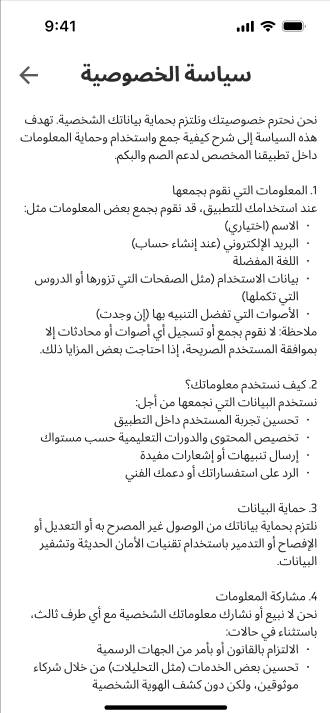 9:41
سياسة الخصوصية
نحن نحترم خصوصيتك ونلتزم بحماية بياناتك الشخصية. تهدف
هذه السياسة إلى شرح كيفية جمع واستخدام وحماية المعلومات
داخل تطبيقنا المخصص لدعم الصم والبكم.
1. المعلومات التي نقوم بجمعها
عند استخدامك للتطبيق، قد نقوم بجمع بعض المعلومات مثل:
· الاسم (اختياري)
· البريد الإلكتروني (عند إنشاء حساب)
· اللغة المفضلة
· بيانات الاستخدام (مثل الصفحات التي تزورها أو الدروس
التي تكملها)
· الأصوات التي تفضل التنبيه بها (إن وجدت)
ملاحظة: لا نقوم بجمع أو تسجيل أي أصوات أو محادثات إلا
بموافقة المستخدم الصريحة، إذا احتاجت بعض المزايا ذلك.
2. كيف نستخدم معلوماتك؟
نستخدم البيانات التي نجمعها من أجل:
· تحسين تجربة المستخدم داخل التطبيق
· تخصيص المحتوى والدورات التعليمية حسب مستواك
· إرسال تنبيهات أو إشعارات مفيدة
· الرد على استفساراتك أو دعمك الفني
3. حماية البيانات
نلتزم بحماية بياناتك من الوصول غير المصرح به أو التعديل أو
الإفصاح أو التدمير باستخدام تقنيات الأمان الحديثة وتشفير
البيانات.
4. مشاركة المعلومات
نحن لا نبيع أو نشارك معلوماتك الشخصية مع أي طرف ثالث،
باستثناء في حالات:
· الالتزام بالقانون أو بأمر من الجهات الرسمية
· تحسين بعض الخدمات (مثل التحليلات) من خلال شركاء
موثوقين، ولكن دون كشف الهوية الشخصية